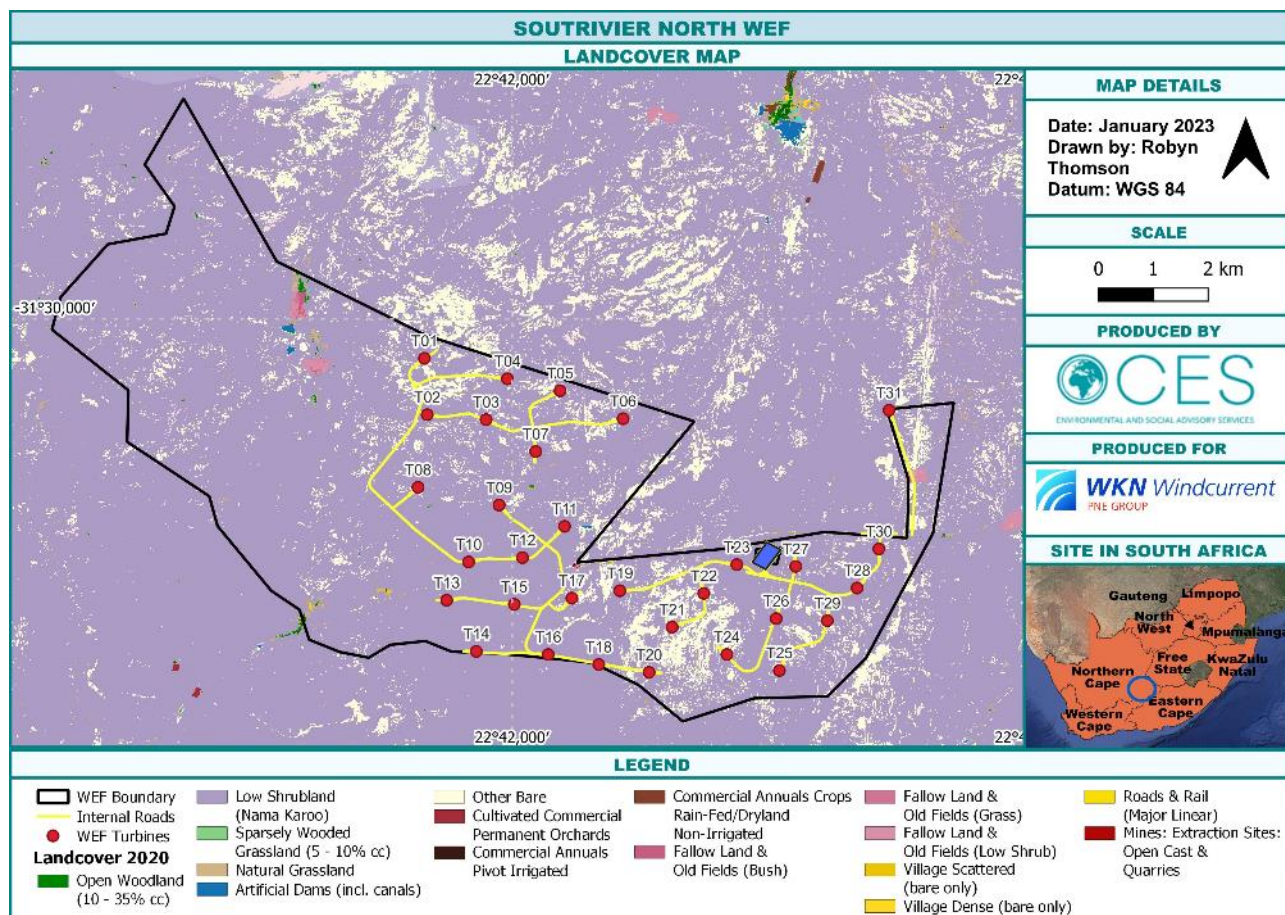 SOUTRIVIER NORTH WEF
LANDCOVER MAP
22°42,000'
22°4
-31°30,000'
T01
T04
T05
T02
T03
T06
T07
T31
T08
T09
T11
T10
T12
T30
T23
T27
T13
T15
T17
T19
T22
T28
T21
T26
T29
T14
T16
T18
T20
T24
T25
22°42,000'
22°4
MAP DETAILS
Date: January 2023
Drawn by: Robyn
Thomson
Datum: WGS 84
SCALE
0 1 2 km
PRODUCED BY
CES
ENVIRONMENTAL AND SOCIAL ADVISORY SERVICES
PRODUCED FOR
WKN Windcurrent
PNE GROUP
SITE IN SOUTH AFRICA
Gauteng
Limpopo
North
West
Mpumalanga
Free
State
KwaZulu
Natal
Northern
Cape
Eastern
Cape
Western
Cape
LEGEND
WEF Boundary
Internal Roads
WEF Turbines
Landcover 2020
Open Woodland
(10 - 35% cc)
Low Shrubland
(Nama Karoo)
Sparsely Wooded
Grassland (5 - 10% cc)
Natural Grassland
Artificial Dams (incl. canals)
Other Bare
Cultivated Commercial
Permanent Orchards
Commercial Annuals
Pivot Irrigated
Commercial Annuals Crops
Rain-Fed/Dryland
Non-Irrigated
Fallow Land &
Old Fields (Bush)
Fallow Land &
Old Fields (Grass)
Fallow Land &
Old Fields (Low Shrub)
Village Scattered
(bare only)
Village Dense (bare only)
Roads & Rail
(Major Linear)
Mines: Extraction Sites:
Open Cast &
Quarries